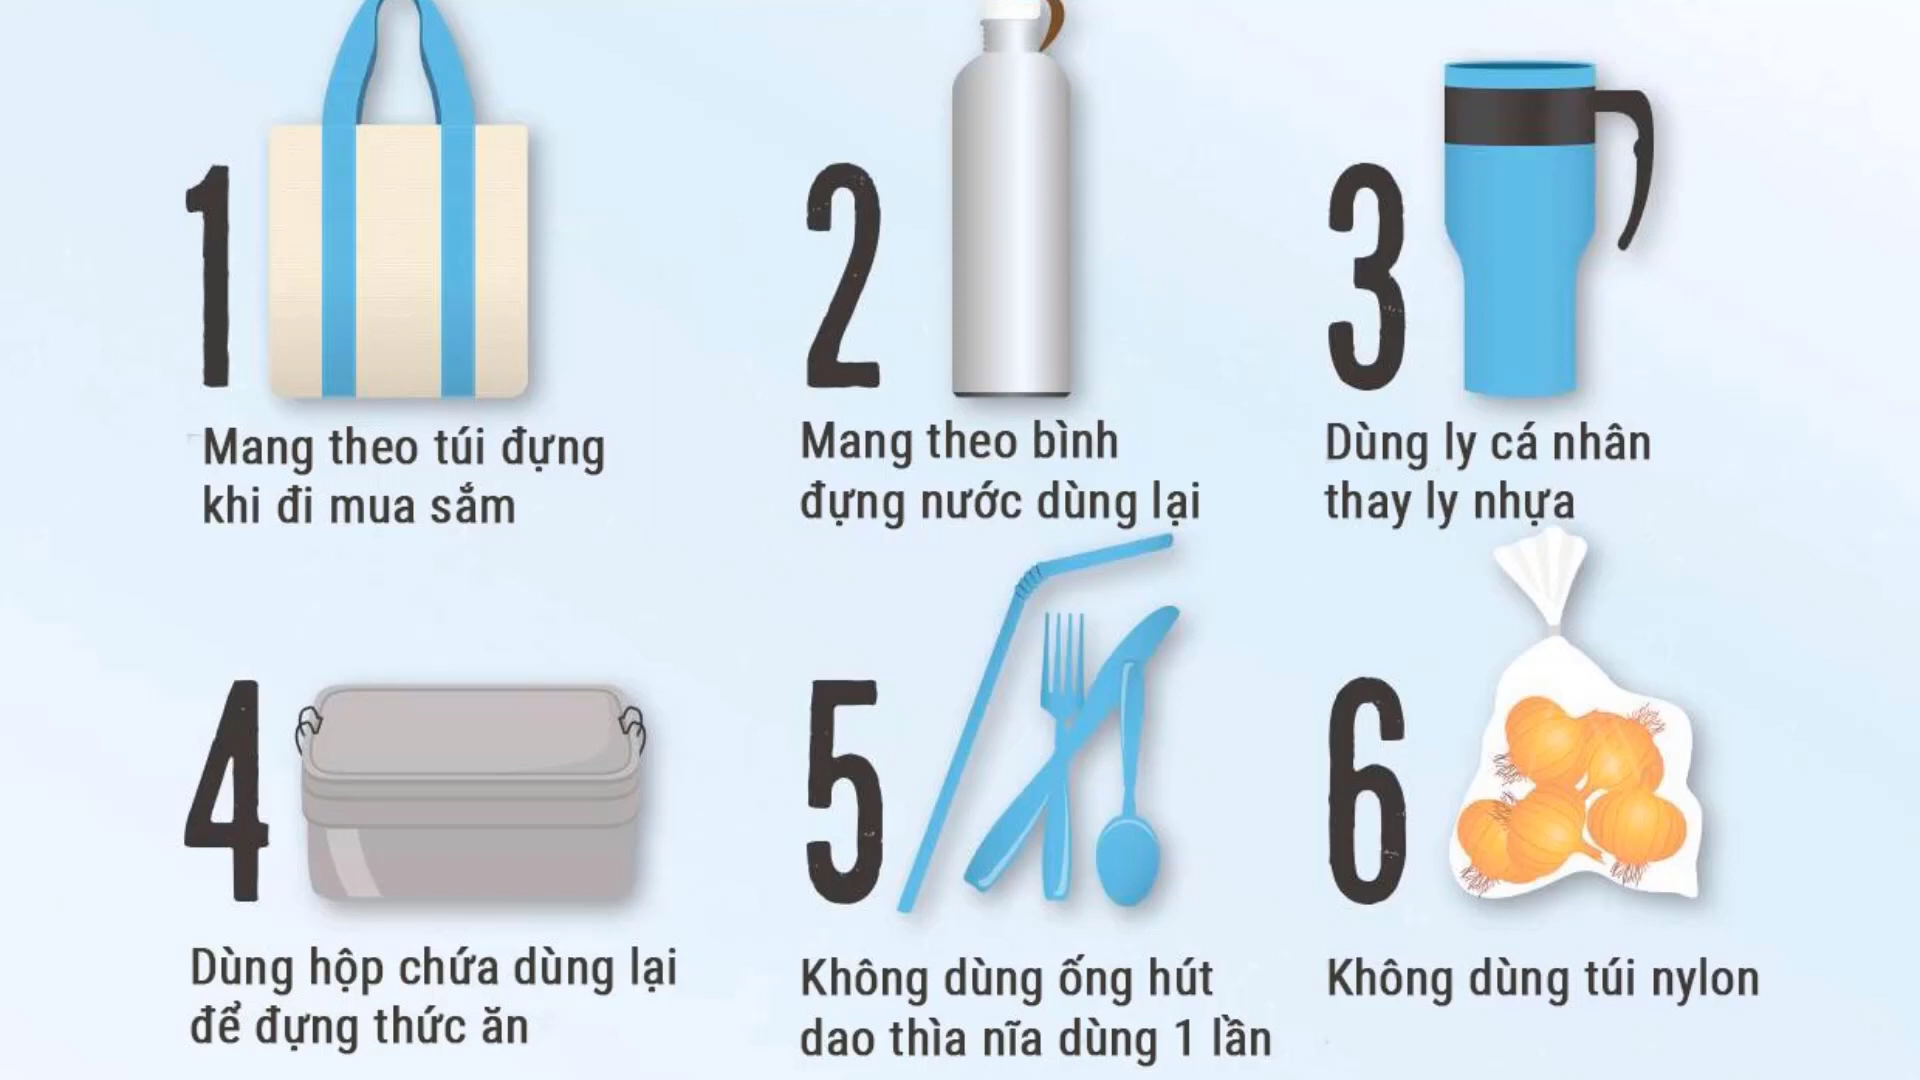 1
2
3
Mang theo túi đựng
khi đi mua sắm
Mang theo bình
đựng nước dùng lại
Dùng ly cá nhân
thay ly nhựa
4
5
6
Dùng hộp chứa dùng lại
để đựng thức ăn
Không dùng ống hút
dao thìa nĩa dùng 1 lần
Không dùng túi nylon